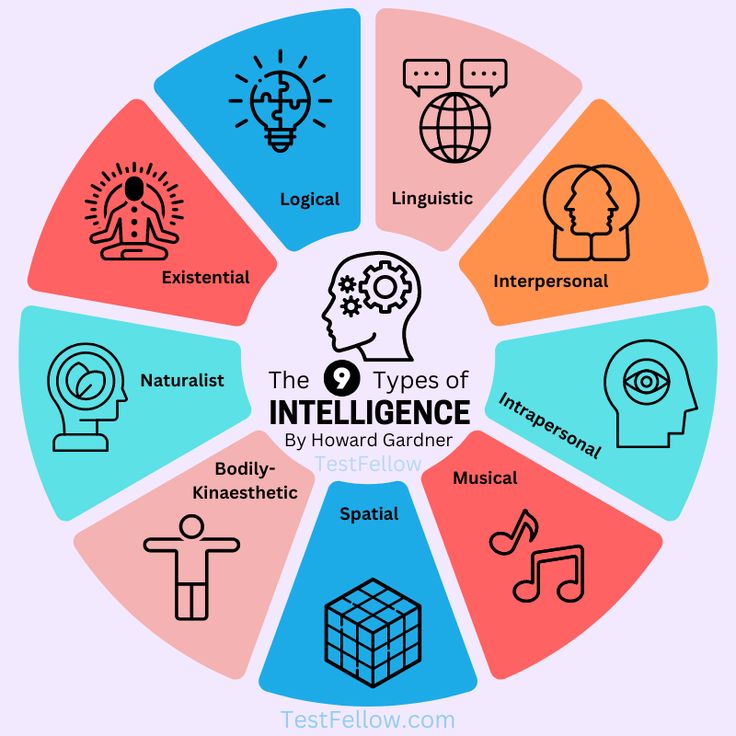 Logical
Linguistic
Existential
Interpersonal
Naturalist
The 9 Types of
INTELLIGENCE
By Howard Gardner
TestFellow
Intrapersonal
Bodily-
Kinaesthetic
Spatial
Musical
TestFellow.com